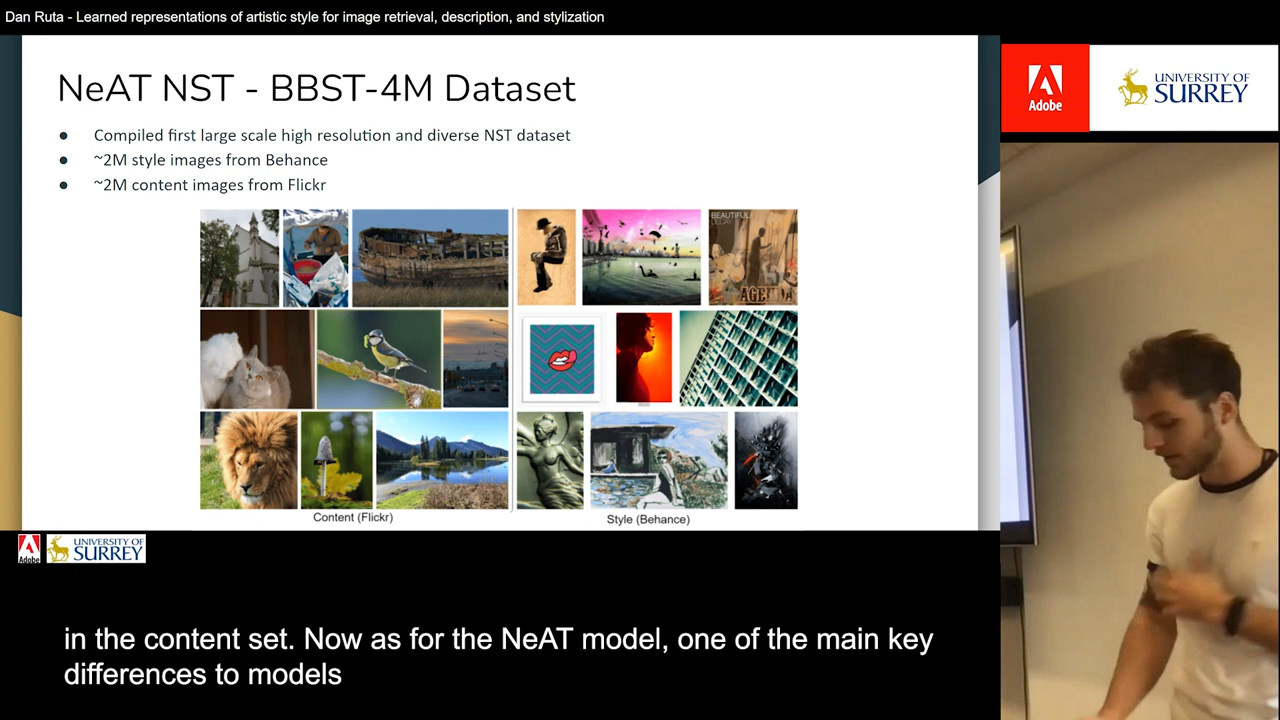 Dan Ruta - Learned representations of artistic style for image retrieval, description, and stylization
NeAT NST - BBST-4M Dataset
Compiled first large scale high resolution and diverse NST dataset
~2M style images from Behance
~2M content images from Flickr
BEAUTIFUL/
DECAY
AGENDA
Content (Flickr)
Style (Behance)
Adobe
UNIVERSITY OF
SURREY
Adobe
UNIVERSITY OF
SURREY
in the content set. Now as for the NeAT model, one of the main key
differences to models